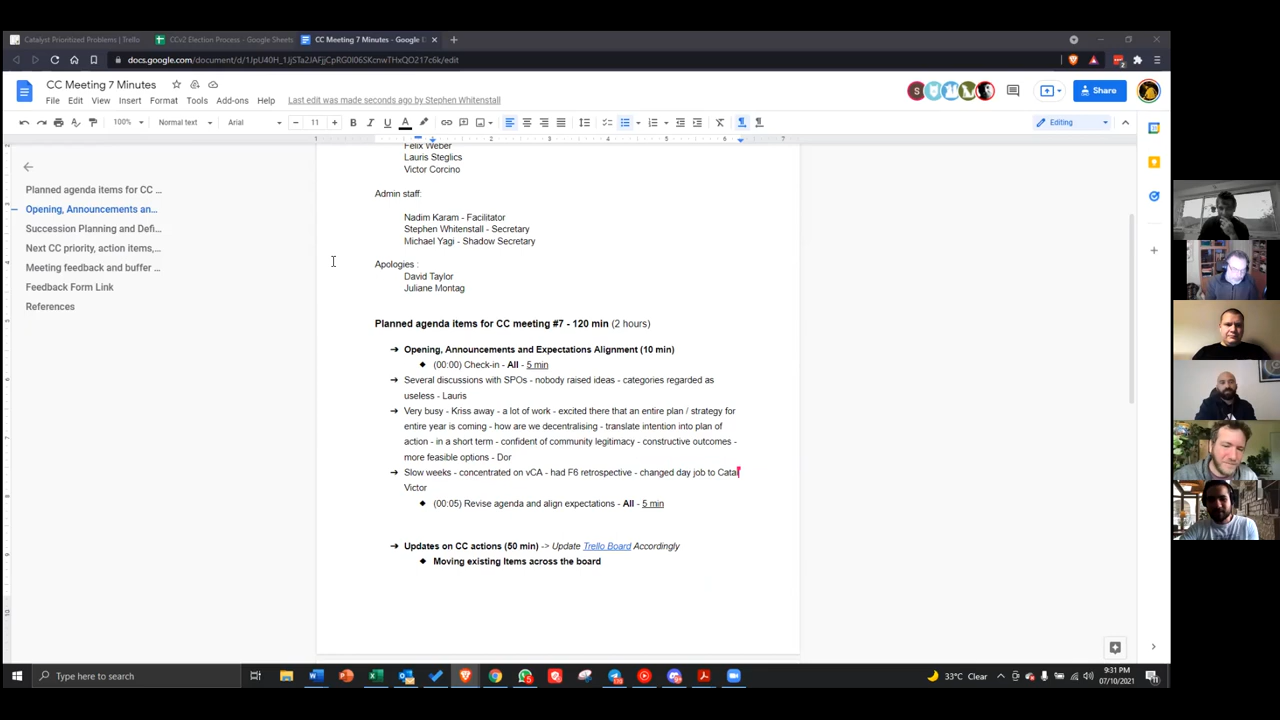 Catalyst Prioritized Problems | Trello
CCv2 Election Process - Google Sheets
CC Meeting 7 Minutes - Google
docs.google.com/document/d/1JpU40H_1JjSTa2JAFjjCpRG0I06SKcnwTHxQO217c6k/edit
CC Meeting 7 Minutes
File Edit View Insert Format Tools Add-ons Help Last edit was made seconds ago by Stephen Whitenstall
Share
100% Normal text Arial 11 Editing
Planned agenda items for CC ...
Opening, Announcements an...
Succession Planning and Defi...
Next CC priority, action items,...
Meeting feedback and buffer ...
Feedback Form Link
References
Felix Weber
Lauris Steglics
Victor Corcino
Admin staff:
Nadim Karam - Facilitator
Stephen Whitenstall - Secretary
Michael Yagi - Shadow Secretary
Apologies :
David Taylor
Juliane Montag
Planned agenda items for CC meeting #7 - 120 min (2 hours)
➔ Opening, Announcements and Expectations Alignment (10 min)
◆ (00:00) Check-in - All - 5 min
➔ Several discussions with SPOs - nobody raised ideas - categories regarded as
useless - Lauris
➔ Very busy - Kriss away - a lot of work - excited there that an entire plan / strategy for
entire year is coming - how are we decentralising - translate intention into plan of
action - in a short term - confident of community legitimacy - constructive outcomes -
more feasible options - Dor
➔ Slow weeks - concentrated on vCA - had F6 retrospective - changed day job to Catal
Victor
◆ (00:05) Revise agenda and align expectations - All - 5 min
➔ Updates on CC actions (50 min) -> Update Trello Board Accordingly
◆ Moving existing Items across the board
Type here to search
33°C Clear
9:31 PM
07/10/2021